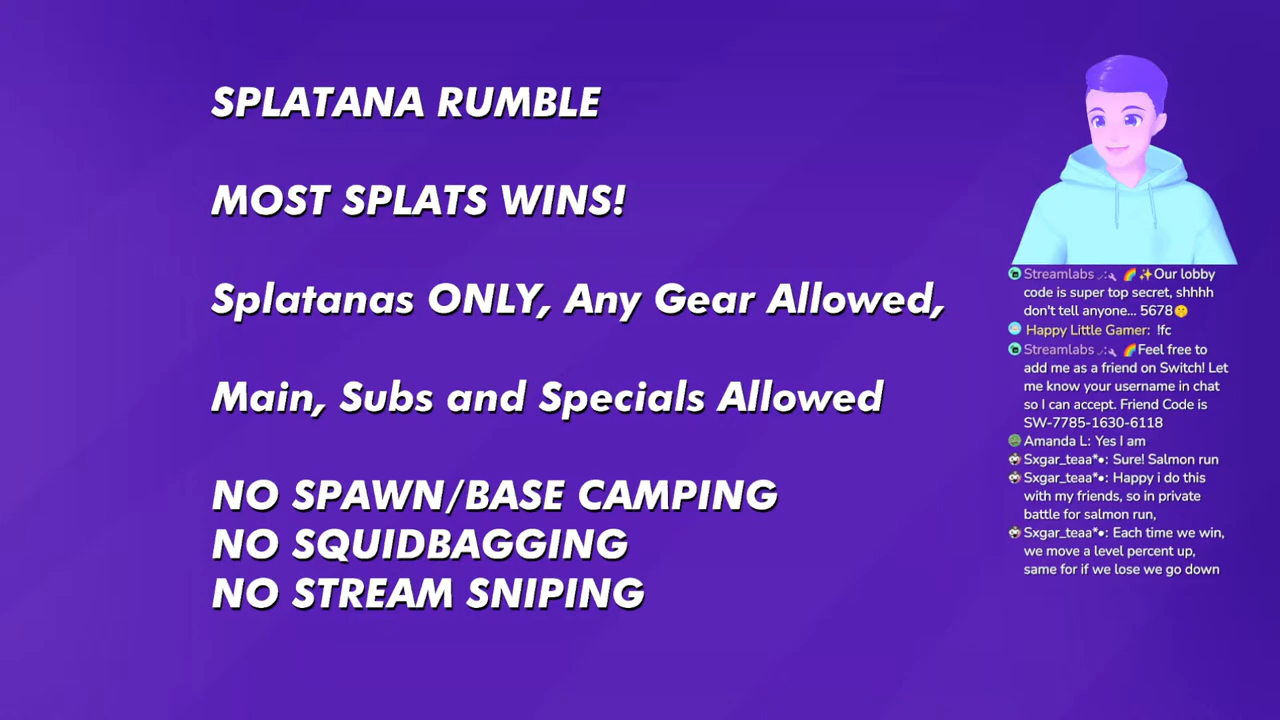 SPLATANA RUMBLE
MOST SPLATS WINS!
Splatanas ONLY, Any Gear Allowed,
Main, Subs and Specials Allowed
NO SPAWN/BASE CAMPING
NO SQUIDBAGGING
NO STREAM SNIPING
Streamlabs 🌈✨Our lobby
code is super top secret, shhhh
don't tell anyone... 5678🤫
Happy Little Gamer: !fc
Streamlabs 🌈Feel free to
add me as a friend on Switch! Let
me know your username in chat
so I can accept. Friend Code is
SW-7785-1630-6118
Amanda L: Yes I am
Sxgar_teaa*•: Sure! Salmon run
Sxgar_teaa*•: Happy i do this
with my friends, so in private
battle for salmon run,
Sxgar_teaa*•: Each time we win,
we move a level percent up,
same for if we lose we go down